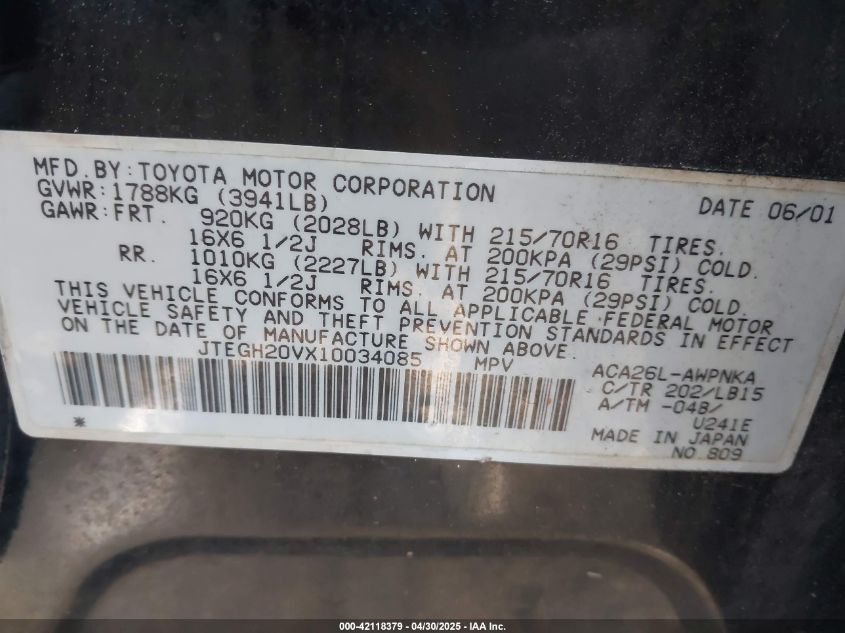 MFD. BY: TOYOTA MOTOR CORPORATION DATE 06/01
GVWR: 1788KG (3941LB)
GAWR: FRT. 920KG (2028LB) WITH 215/70R16 TIRES.
16X6 1/2J RIMS. AT 200KPA (29PSI) COLD.
RR. 1010KG (2227LB) WITH 215/70R16 TIRES.
16X6 1/2J RIMS. AT 200KPA (29PSI) COLD.
THIS VEHICLE CONFORMS TO ALL APPLICABLE FEDERAL MOTOR
VEHICLE SAFETY AND THEFT PREVENTION STANDARDS IN EFFECT
ON THE DATE OF MANUFACTURE SHOWN ABOVE.
JTEGH20VX10034085 MPV
ACA26L-AWPNKA
C/TR 202/LB15
A/TM -04B/
U241E
MADE IN JAPAN
NO 809
*
000-42118379 - 04/30/2025 - IAA Inc.